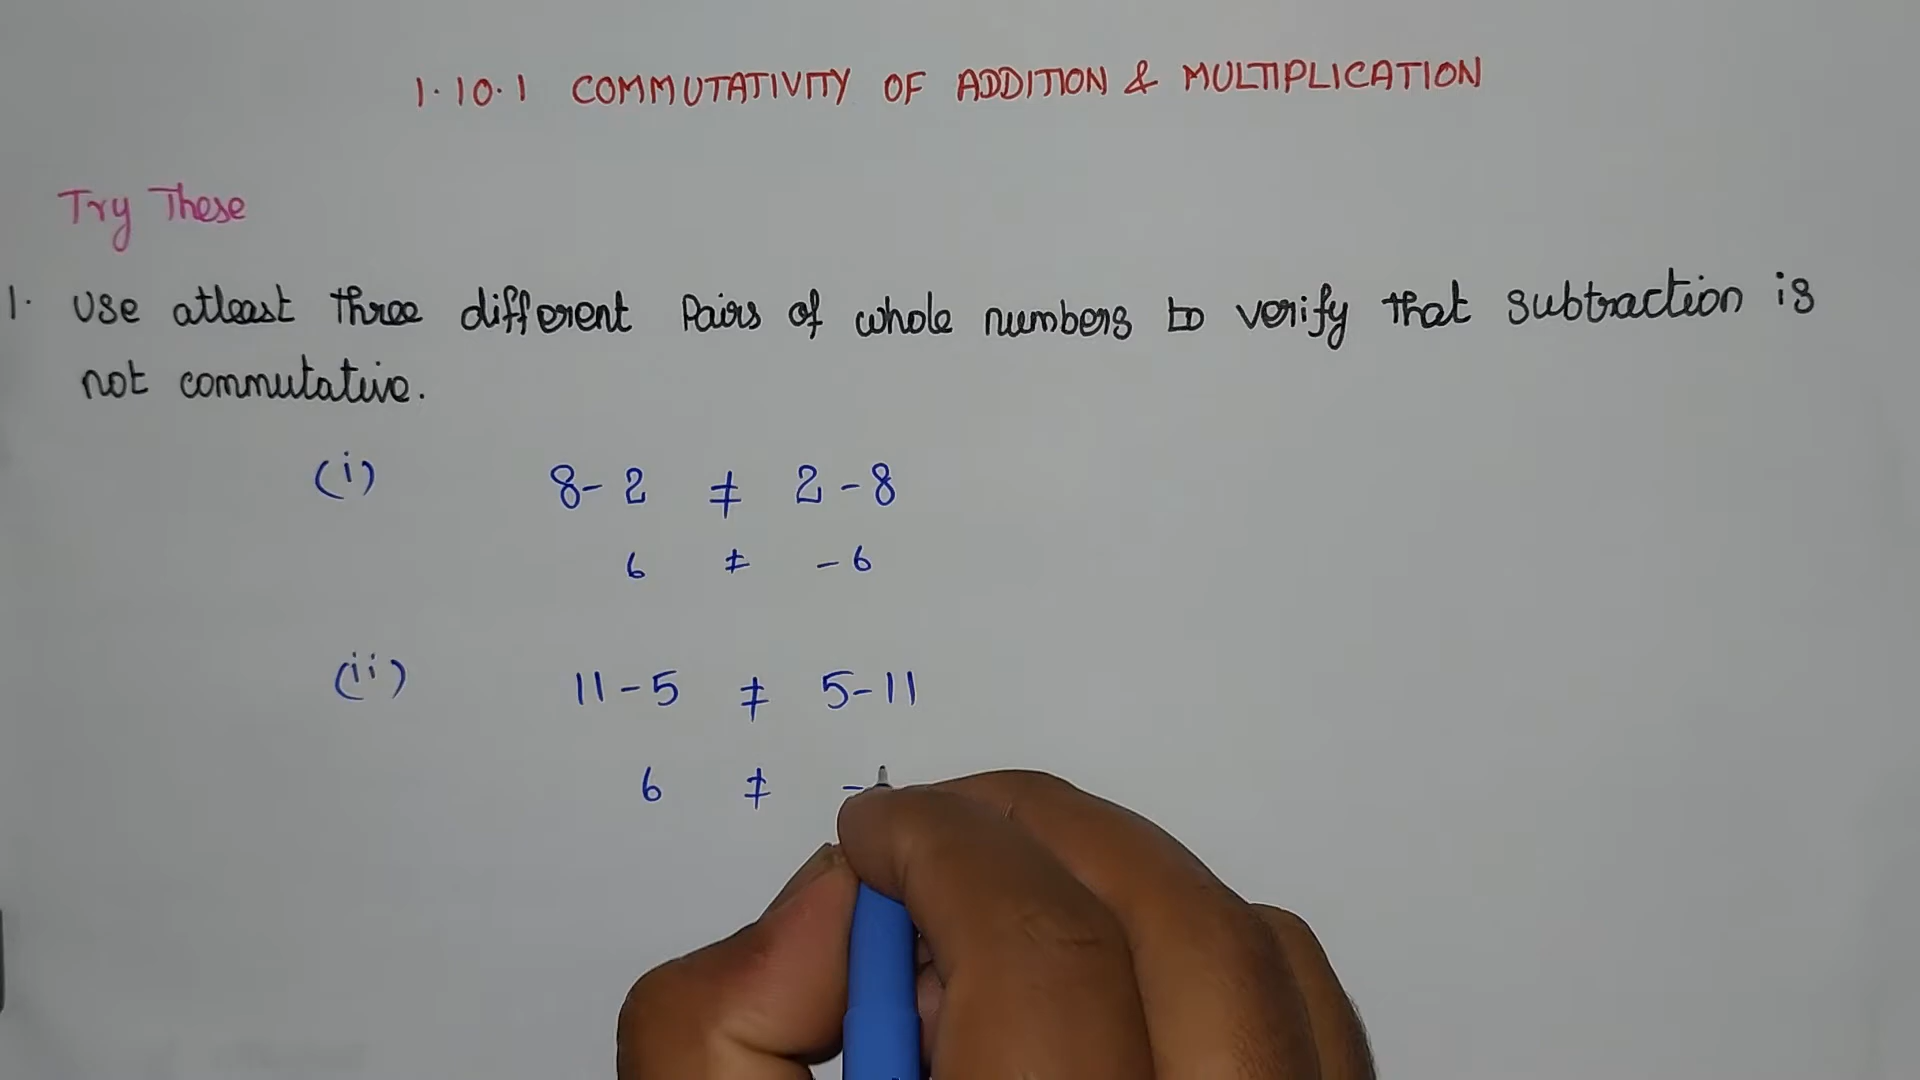 1.10.1 COMMUTATIVITY OF ADDITION & MULTIPLICATION
Try These
1. Use atleast three different Pairs of whole numbers to verify that subtraction is
not commutative.
(i) 8-2 ≠ 2-8
6 ≠ -6
(ii) 11-5 ≠ 5-11
6 ≠ -